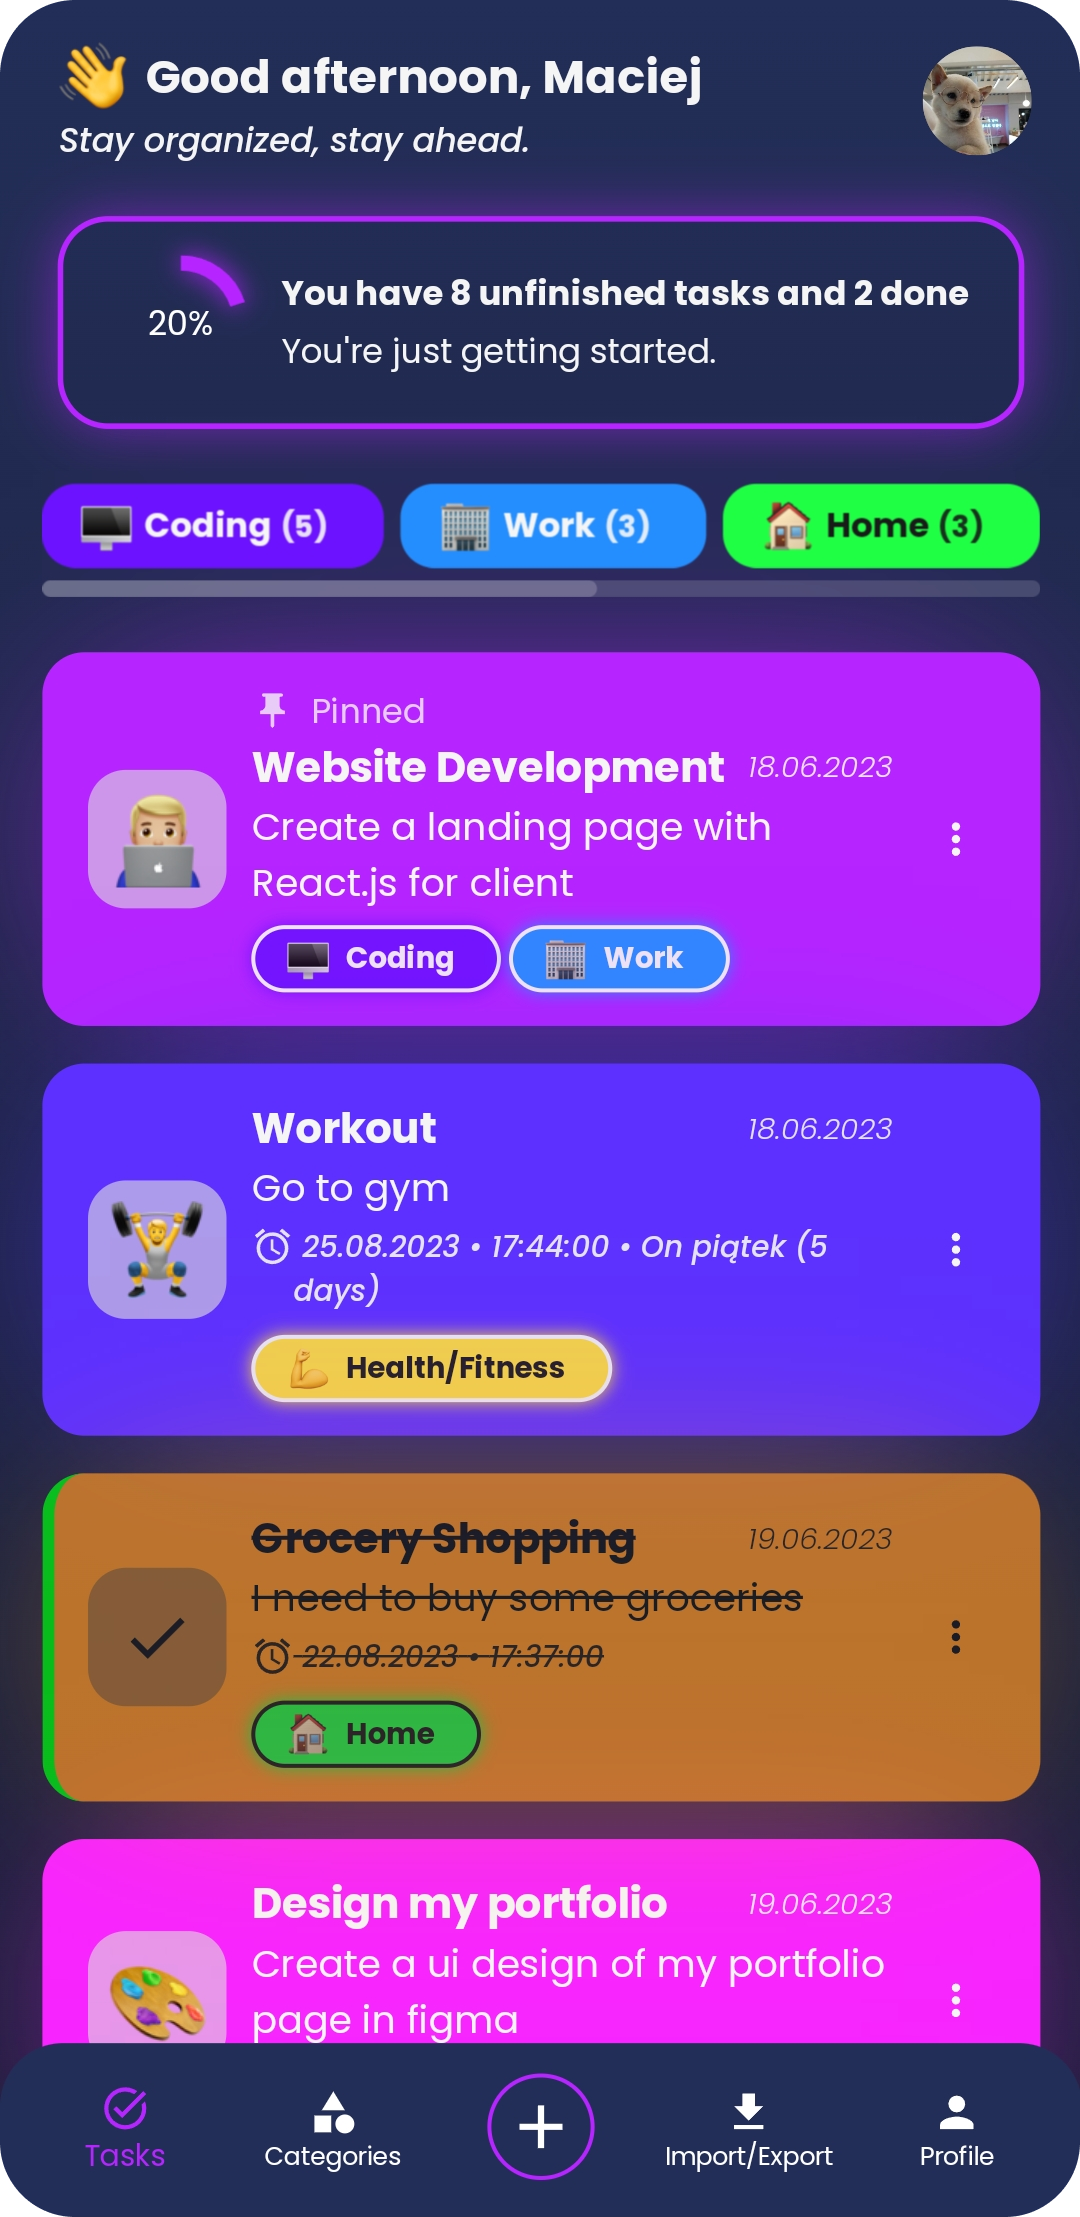 Good afternoon, Maciej
Stay organized, stay ahead.
20%
You have 8 unfinished tasks and 2 done
You're just getting started.
Coding (5)
Work (3)
Home (3)
Pinned
Website Development 18.06.2023
Create a landing page with
React.js for client
Coding
Work
Workout 18.06.2023
Go to gym
25.08.2023 • 17:44:00 • On piątek (5
days)
Health/Fitness
Grocery Shopping 19.06.2023
I need to buy some groceries
22.08.2023 • 17:37:00
Home
Design my portfolio 19.06.2023
Create a ui design of my portfolio
page in figma
Tasks
Categories
Import/Export
Profile